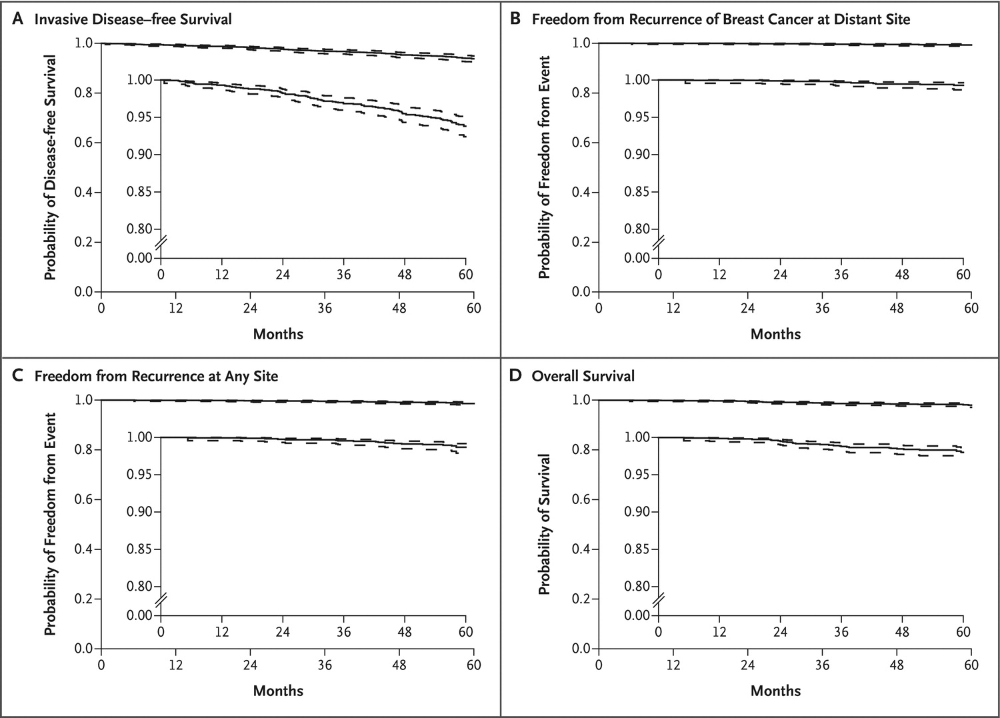 A Invasive Disease–free Survival
Probability of Disease-free Survival
1.0
0.8
0.6
0.4
0.2
0.0
1.00
0.95
0.90
0.85
0.80
0.00
0 12 24 36 48 60
0 12 24 36 48 60
Months
B Freedom from Recurrence of Breast Cancer at Distant Site
Probability of Freedom from Event
1.0
0.8
0.6
0.4
0.2
0.0
1.00
0.95
0.90
0.85
0.80
0.00
0 12 24 36 48 60
0 12 24 36 48 60
Months
C Freedom from Recurrence at Any Site
Probability of Freedom from Event
1.0
0.8
0.6
0.4
0.2
0.0
1.00
0.95
0.90
0.85
0.80
0.00
0 12 24 36 48 60
0 12 24 36 48 60
Months
D Overall Survival
Probability of Survival
1.0
0.8
0.6
0.4
0.2
0.0
1.00
0.95
0.90
0.85
0.80
0.00
0 12 24 36 48 60
0 12 24 36 48 60
Months